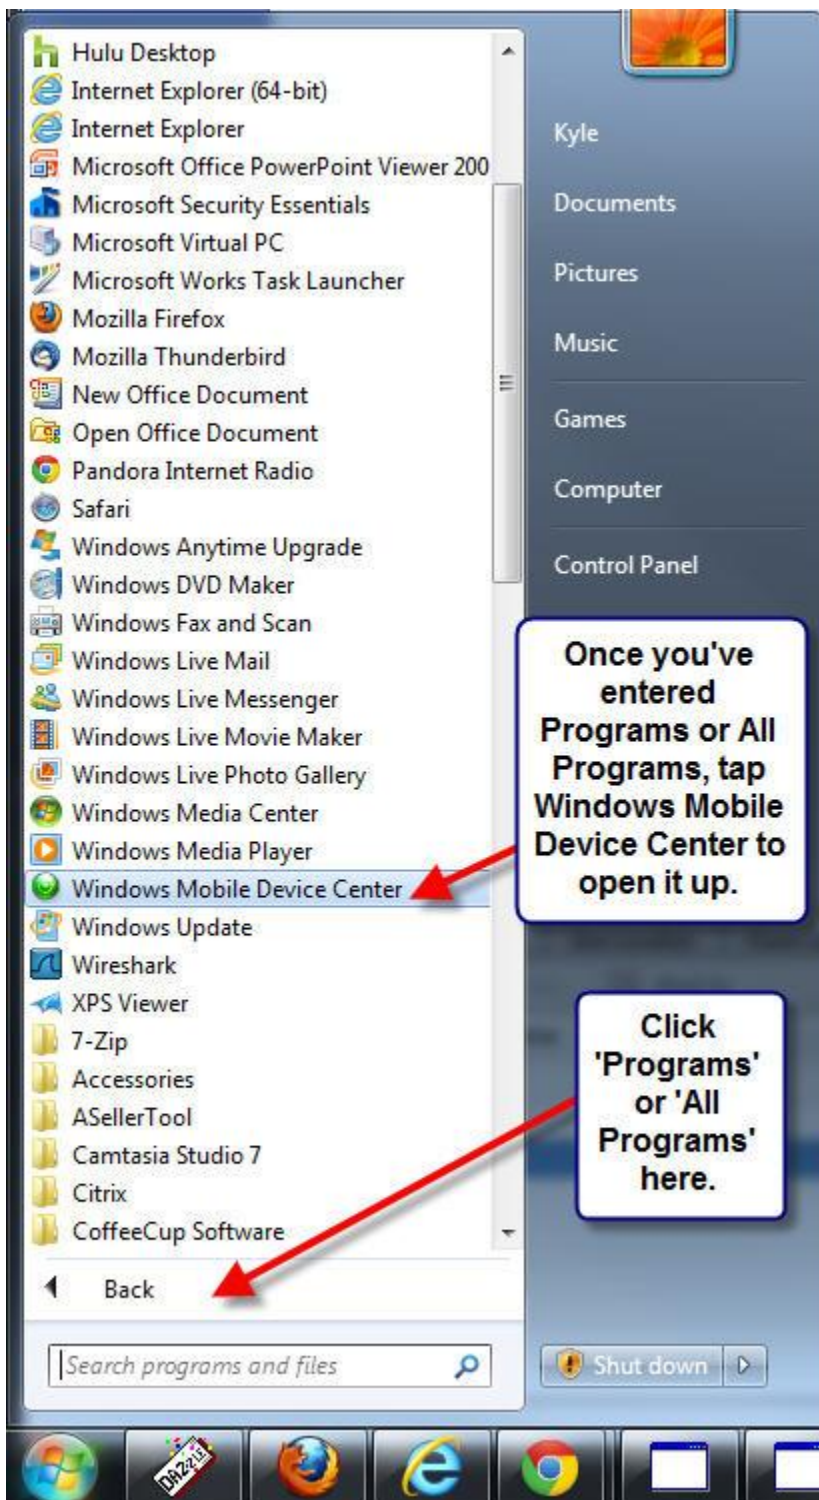 Hulu Desktop
Internet Explorer (64-bit)
Internet Explorer
Microsoft Office PowerPoint Viewer 200
Microsoft Security Essentials
Microsoft Virtual PC
Microsoft Works Task Launcher
Mozilla Firefox
Mozilla Thunderbird
New Office Document
Open Office Document
Pandora Internet Radio
Safari
Windows Anytime Upgrade
Windows DVD Maker
Windows Fax and Scan
Windows Live Mail
Windows Live Messenger
Windows Live Movie Maker
Windows Live Photo Gallery
Windows Media Center
Windows Media Player
Windows Mobile Device Center
Windows Update
Wireshark
XPS Viewer
7-Zip
Accessories
ASellerTool
Camtasia Studio 7
Citrix
CoffeeCup Software
Back
Search programs and files
Kyle
Documents
Pictures
Music
Games
Computer
Control Panel
Once you've
entered
Programs or All
Programs, tap
Windows Mobile
Device Center to
open it up.
Click
'Programs'
or 'All
Programs'
here.
Shut down